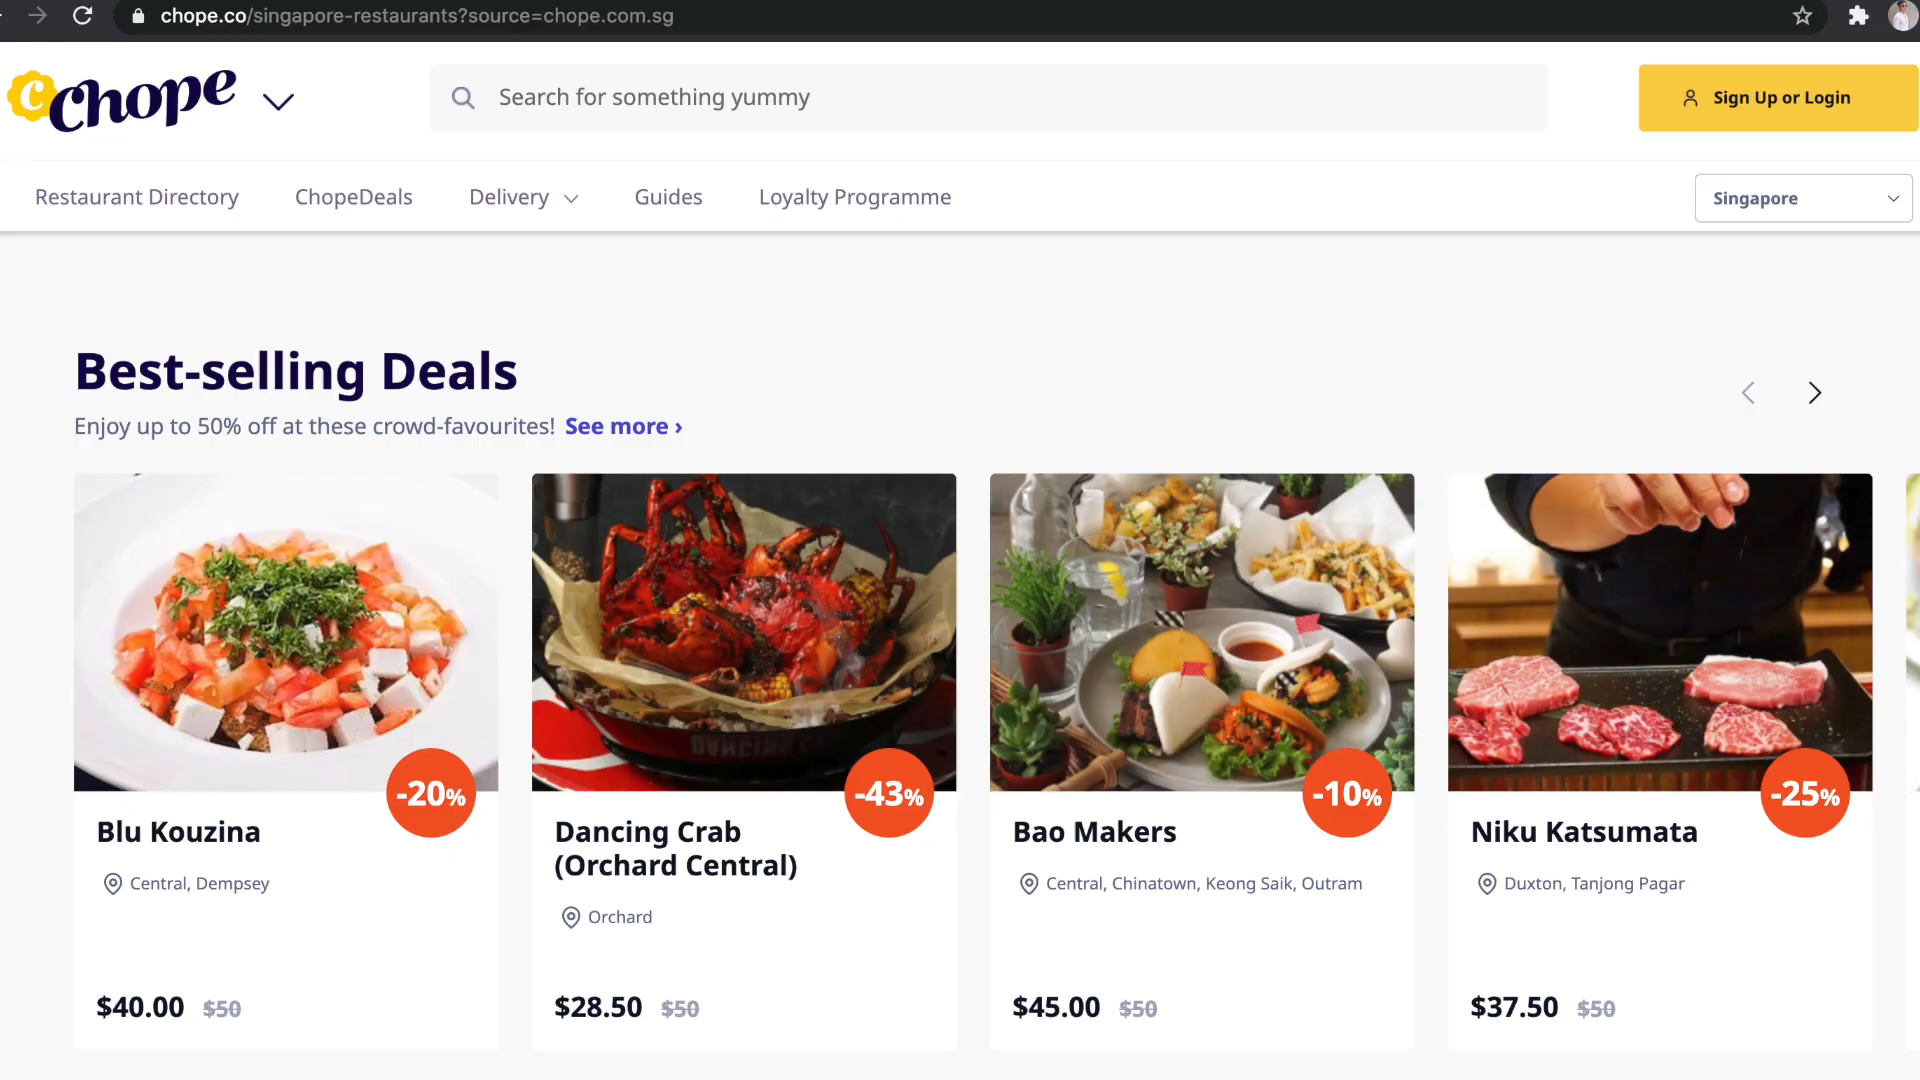 chope.co/singapore-restaurants?source=chope.com.sg
c chope
Search for something yummy
Sign Up or Login
Restaurant Directory
ChopeDeals
Delivery
Guides
Loyalty Programme
Singapore
Best-selling Deals
Enjoy up to 50% off at these crowd-favourites! See more ›
-20%
Blu Kouzina
Central, Dempsey
$40.00 $50
-43%
Dancing Crab
(Orchard Central)
Orchard
$28.50 $50
-10%
Bao Makers
Central, Chinatown, Keong Saik, Outram
$45.00 $50
-25%
Niku Katsumata
Duxton, Tanjong Pagar
$37.50 $50